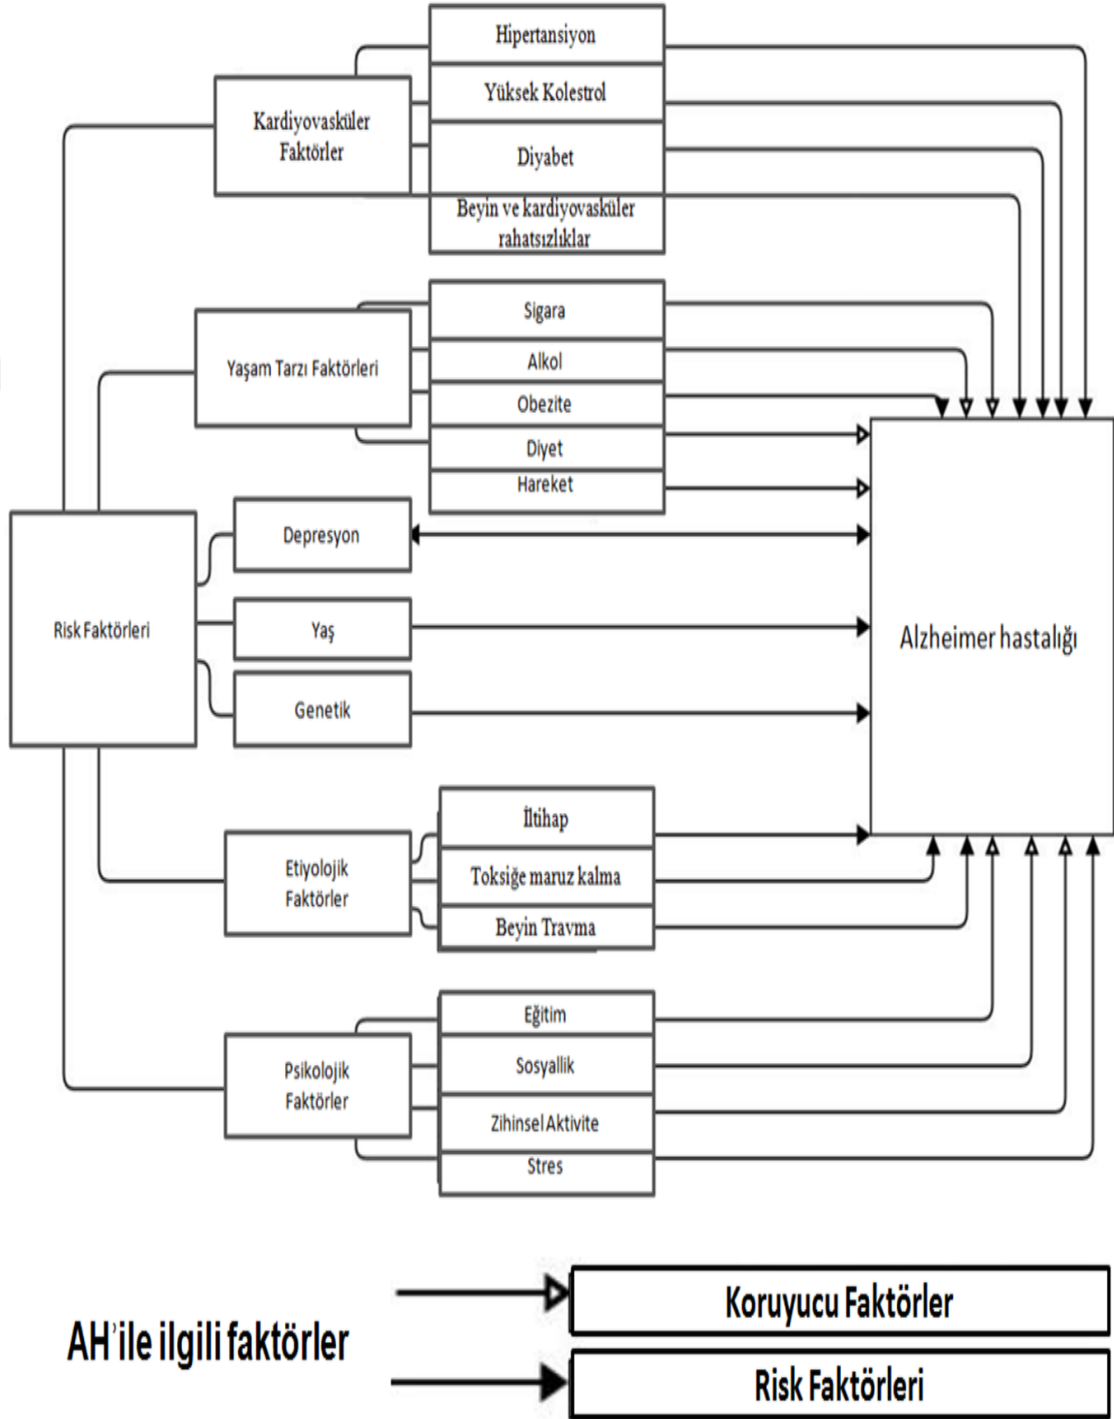 Hipertansiyon
Yüksek Kolestrol
Diyabet
Beyin ve kardiyovasküler
rahatsızlıklar
Kardiyovasküler
Faktörler
Sigara
Alkol
Obezite
Diyet
Hareket
Yaşam Tarzı Faktörleri
Depresyon
Yaş
Genetik
Risk Faktörleri
Alzheimer hastalığı
İltihap
Toksiğe maruz kalma
Beyin Travma
Etiyolojik
Faktörler
Eğitim
Sosyallik
Zihinsel Aktivite
Stres
Psikolojik
Faktörler
AH'ile ilgili faktörler
Koruyucu Faktörler
Risk Faktörleri